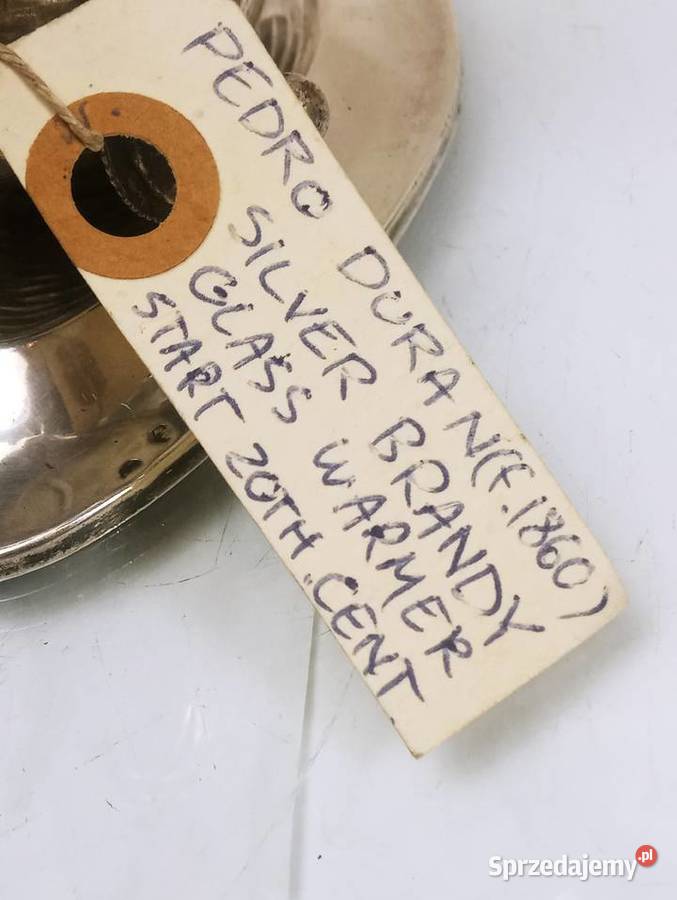 PEDRO DURAN (F. 1860)
SILVER BRANDY
GLASS WARMER
START 20TH. CENT.
Sprzedajemy.pl